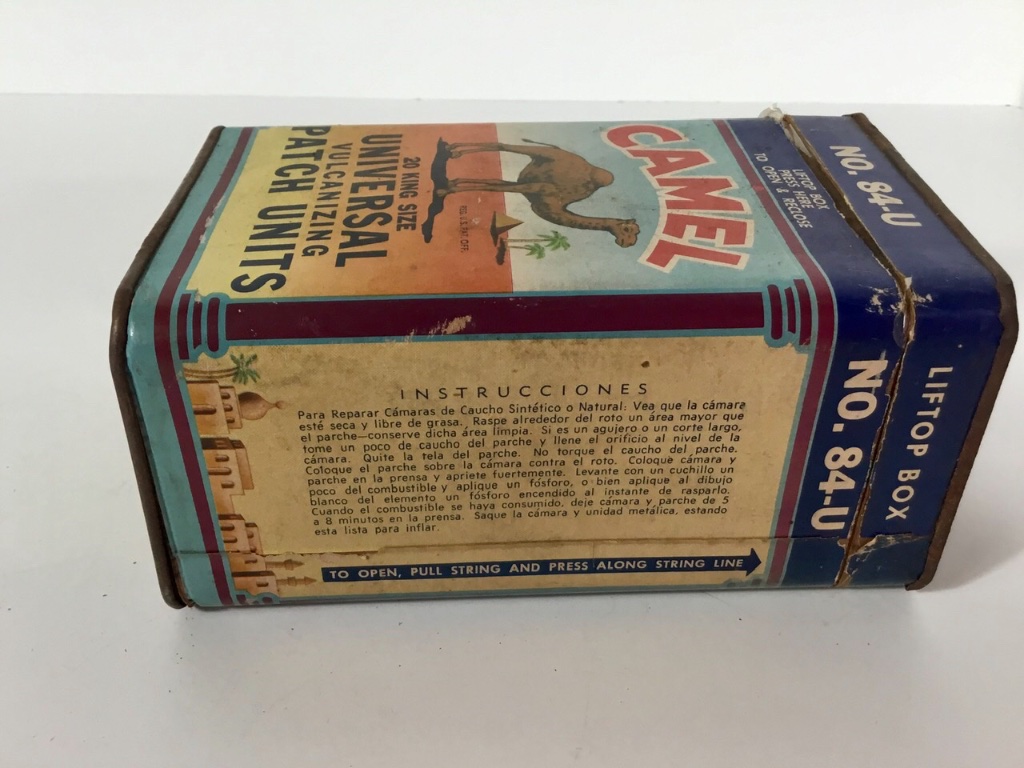 CAMEL
LIFTOP BOX
PRESS HERE
TO OPEN & RECLOSE
REG. U.S. PAT. OFF.
20 KING SIZE
UNIVERSAL
VULCANIZING
PATCH UNITS
NO. 84-U
NO. 84-U
LIFTOP BOX
INSTRUCCIONES
Para Reparar Cámaras de Caucho Sintético o Natural: Vea que la cámara
esté seca y libre de grasa. Raspe alrededor del roto un área mayor que
el parche—conserve dicha área limpia. Si es un agujero o un corte largo,
tome un poco de caucho del parche y llene el orificio al nivel de la
cámara. Quite la tela del parche. No torque el caucho del parche.
Coloque el parche sobre la cámara contra el roto. Coloque cámara y
parche en la prensa y apriete fuertemente. Levante con un cuchillo un
poco del combustible y aplique un fósforo, o bien aplique al dibujo
blanco del elemento un fósforo encendido al instante de rasparlo.
Cuando el combustible se haya consumido, deje cámara y parche de 5
a 8 minutos en la prensa. Saque la cámara y unidad metálica, estando
esta lista para inflar.
TO OPEN, PULL STRING AND PRESS ALONG STRING LINE